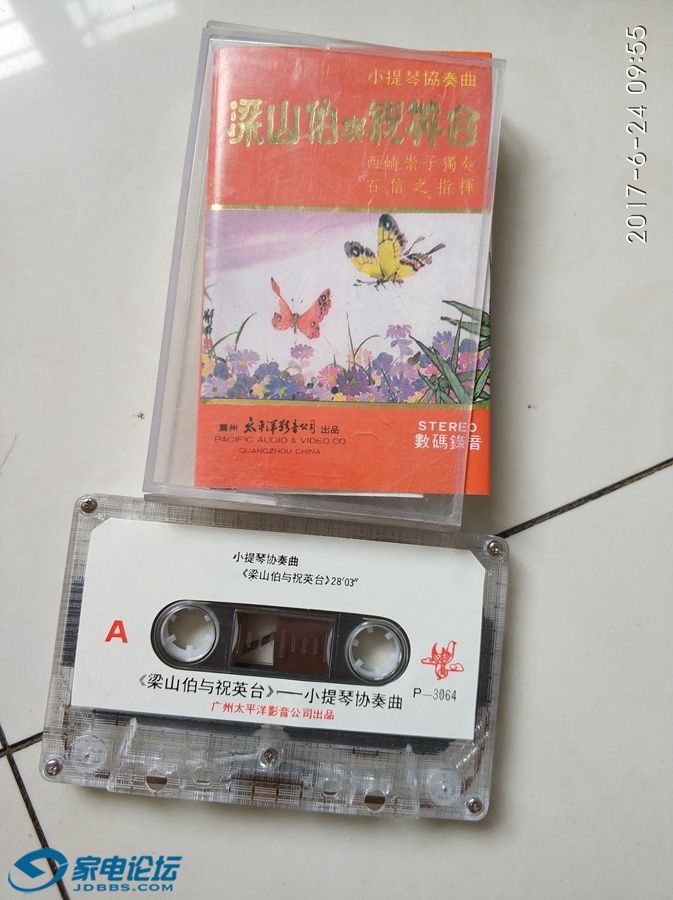 2017-6-24 09:55
小提琴協奏曲
梁山伯與祝英台
西崎崇子獨奏
石信之指揮
廣州 太平洋影音公司 出品
PACIFIC AUDIO & VIDEO.CO
GUANGZHOU CHINA
STEREO
數碼錄音
小提琴协奏曲
《梁山伯与祝英台》28′03″
A
《梁山伯与祝英台》——小提琴协奏曲
P—3064
广州太平洋影音公司出品
家电论坛
JDBBS.COM